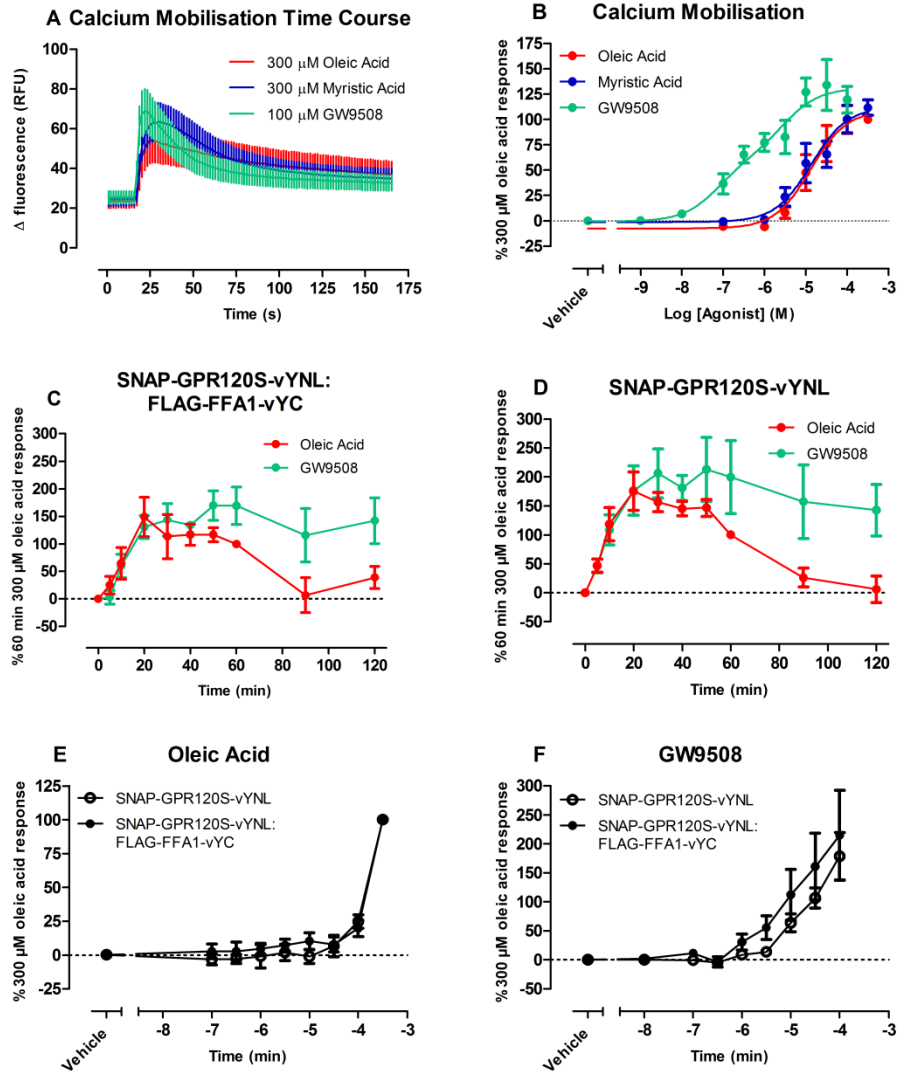 A Calcium Mobilisation Time Course
Δ fluorescence (RFU)
100
80
60
40
20
0
300 μM Oleic Acid
300 μM Myristic Acid
100 μM GW9508
0 25 50 75 100 125 150 175
Time (s)
B Calcium Mobilisation
%300 μM oleic acid response
175
150
125
100
75
50
25
0
-25
Oleic Acid
Myristic Acid
GW9508
Vehicle -9 -8 -7 -6 -5 -4 -3
Log [Agonist] (M)
C SNAP-GPR120S-vYNL:
FLAG-FFA1-vYC
%60 min 300 μM oleic acid response
300
250
200
150
100
50
0
-50
Oleic Acid
GW9508
0 20 40 60 80 100 120
Time (min)
D SNAP-GPR120S-vYNL
%60 min 300 μM oleic acid response
300
250
200
150
100
50
0
-50
Oleic Acid
GW9508
0 20 40 60 80 100 120
Time (min)
E Oleic Acid
%300 μM oleic acid response
125
100
75
50
25
0
-25
SNAP-GPR120S-vYNL
SNAP-GPR120S-vYNL:
FLAG-FFA1-vYC
Vehicle -8 -7 -6 -5 -4 -3
Time (min)
F GW9508
%300 μM oleic acid response
300
250
200
150
100
50
0
-50
SNAP-GPR120S-vYNL
SNAP-GPR120S-vYNL:
FLAG-FFA1-vYC
Vehicle -8 -7 -6 -5 -4 -3
Time (min)